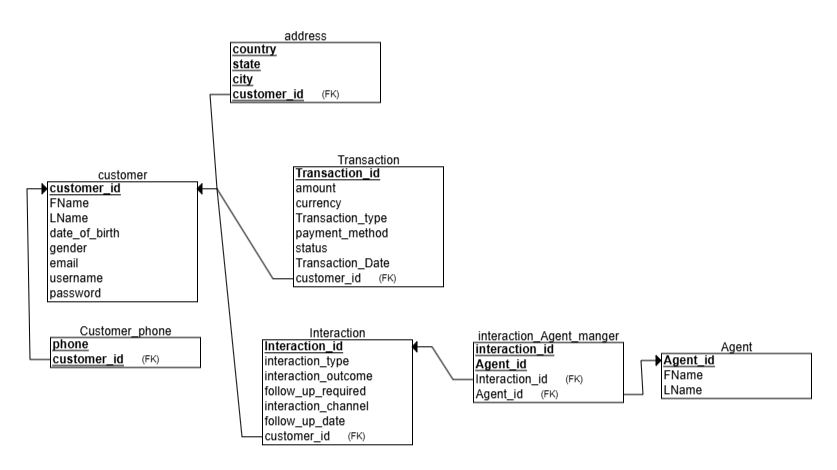 address
country
state
city
customer_id (FK)
customer
customer_id
FName
LName
date_of_birth
gender
email
username
password
Transaction
Transaction_id
amount
currency
Transaction_type
payment_method
status
Transaction_Date
customer_id (FK)
Customer_phone
phone
customer_id (FK)
Interaction
Interaction_id
interaction_type
interaction_outcome
follow_up_required
interaction_channel
follow_up_date
customer_id (FK)
interaction_Agent_manger
interaction_id
Agent_id
Interaction_id (FK)
Agent_id (FK)
Agent
Agent_id
FName
LName